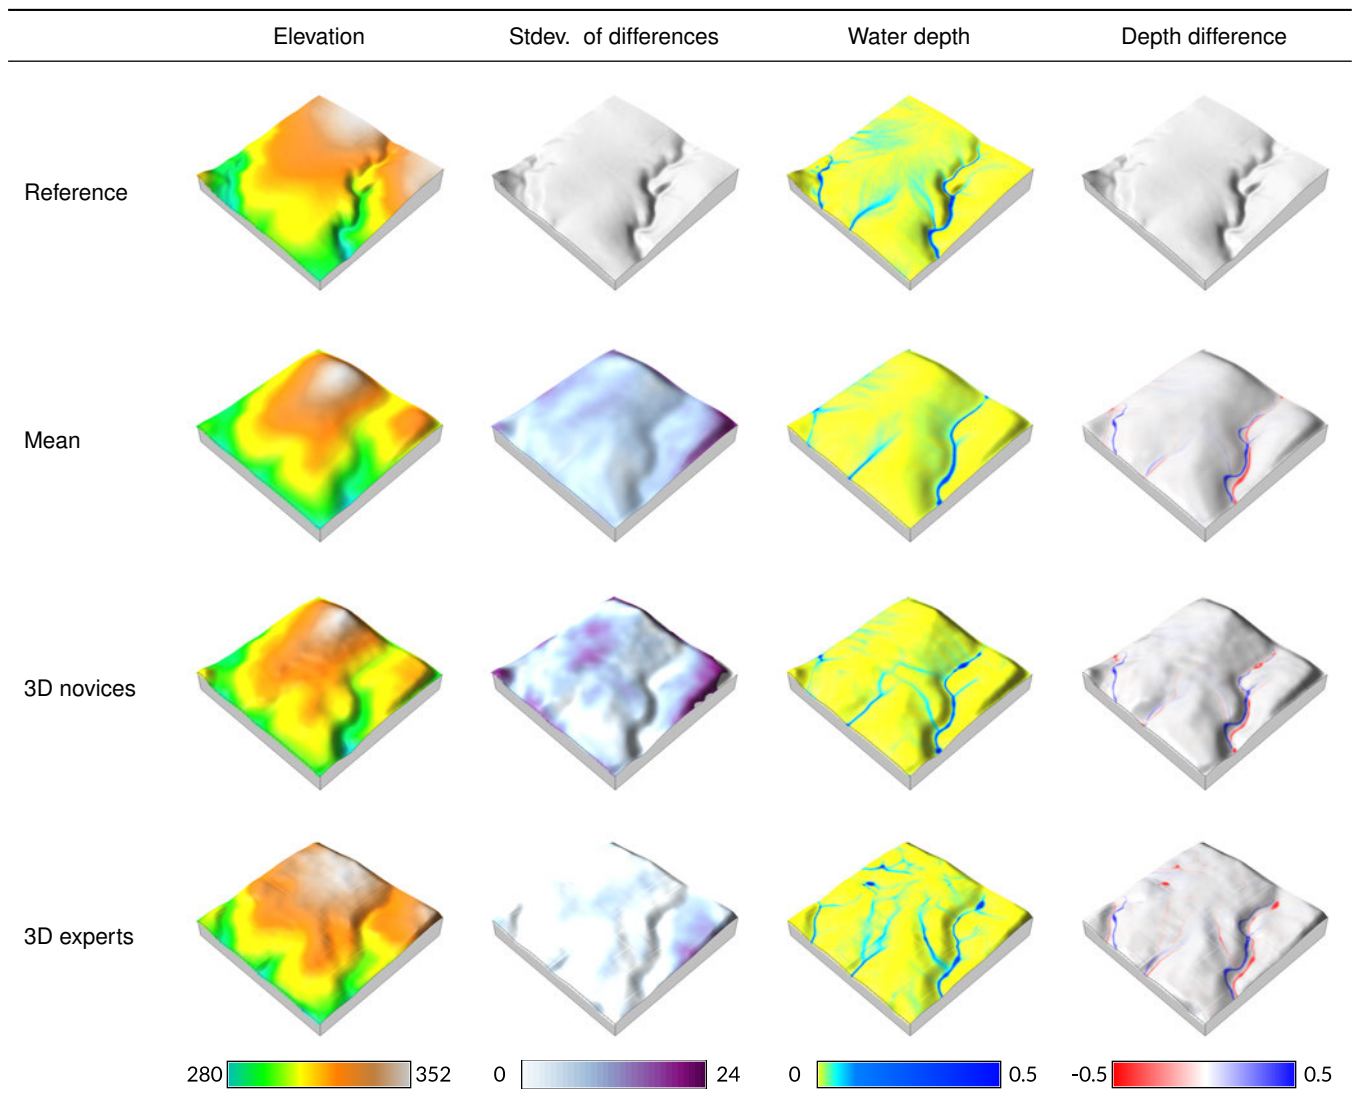 Elevation Stdev. of differences Water depth Depth difference
Reference
Mean
3D novices
3D experts
280 352 0 24 0 0.5 -0.5 0.5